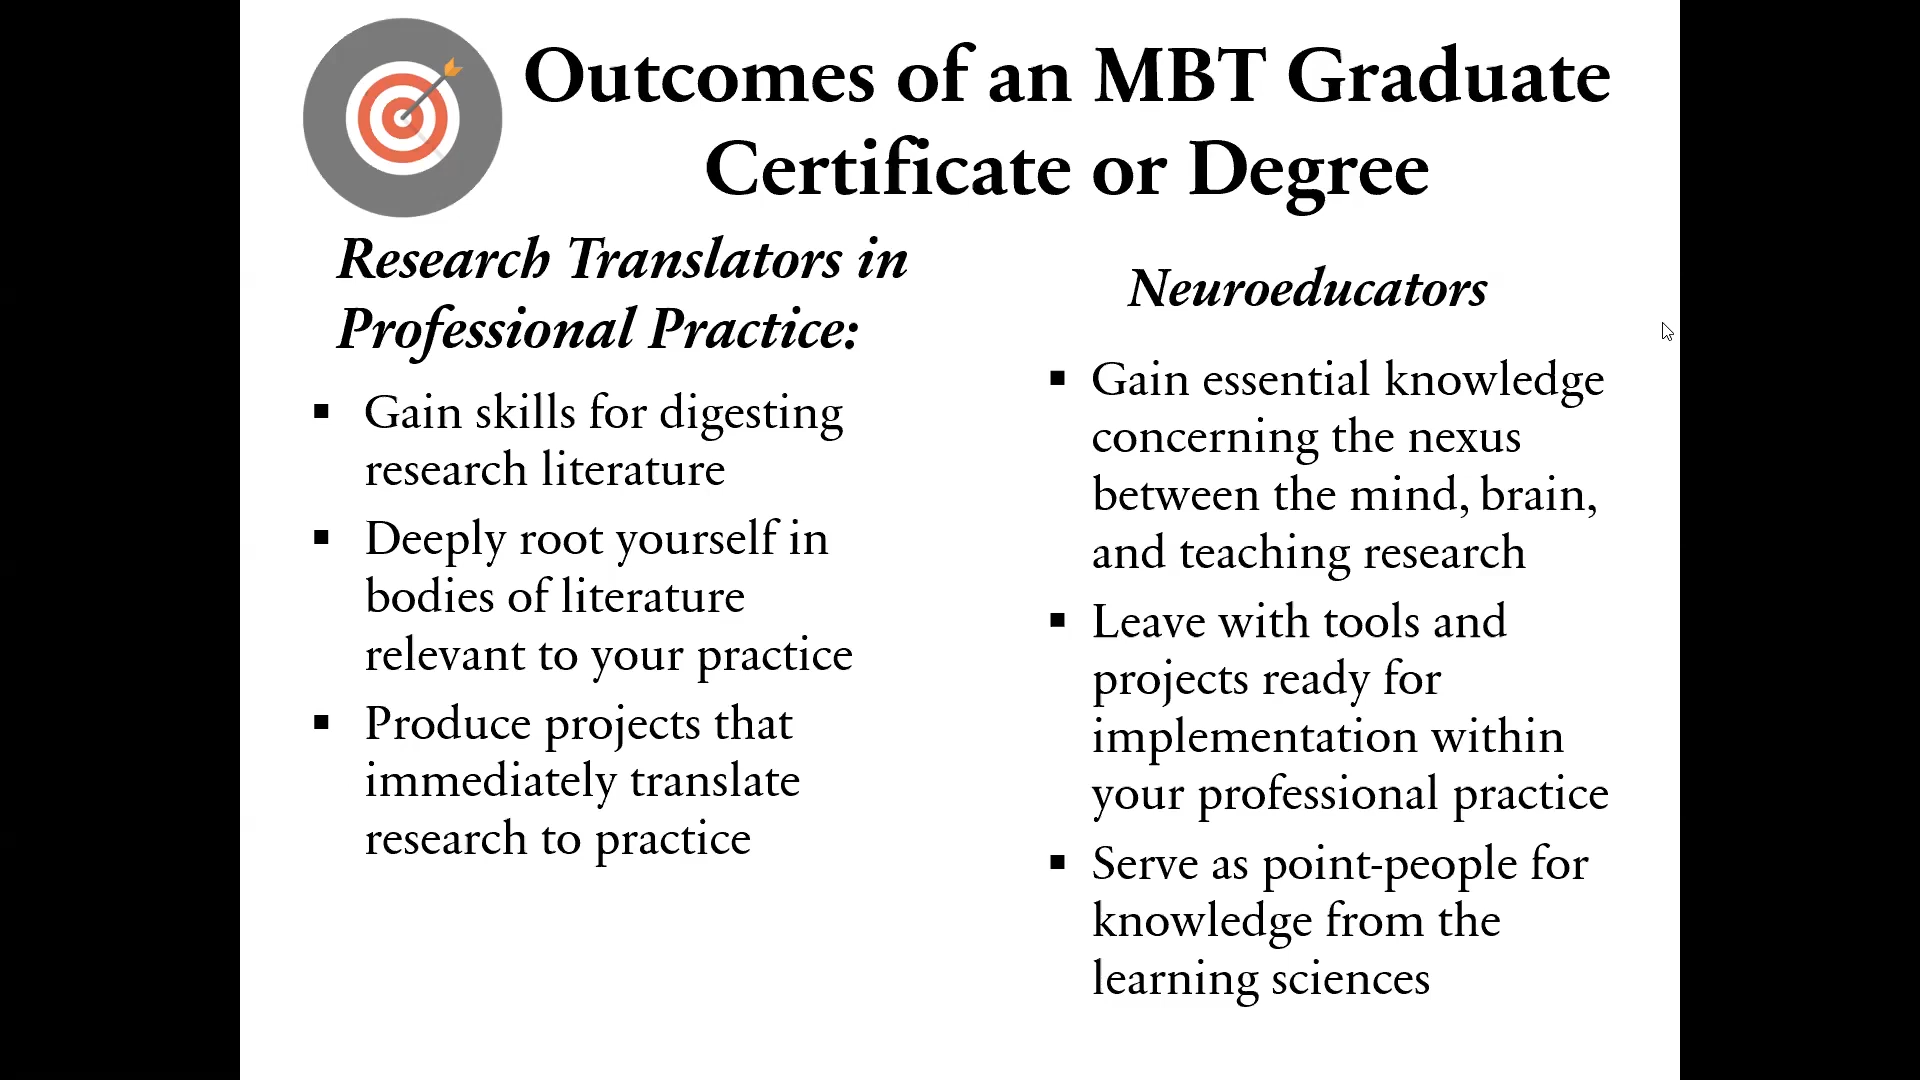 Outcomes of an MBT Graduate
Certificate or Degree
Research Translators in
Professional Practice:
▪ Gain skills for digesting
research literature
▪ Deeply root yourself in
bodies of literature
relevant to your practice
▪ Produce projects that
immediately translate
research to practice
Neuroeducators
▪ Gain essential knowledge
concerning the nexus
between the mind, brain,
and teaching research
▪ Leave with tools and
projects ready for
implementation within
your professional practice
▪ Serve as point-people for
knowledge from the
learning sciences